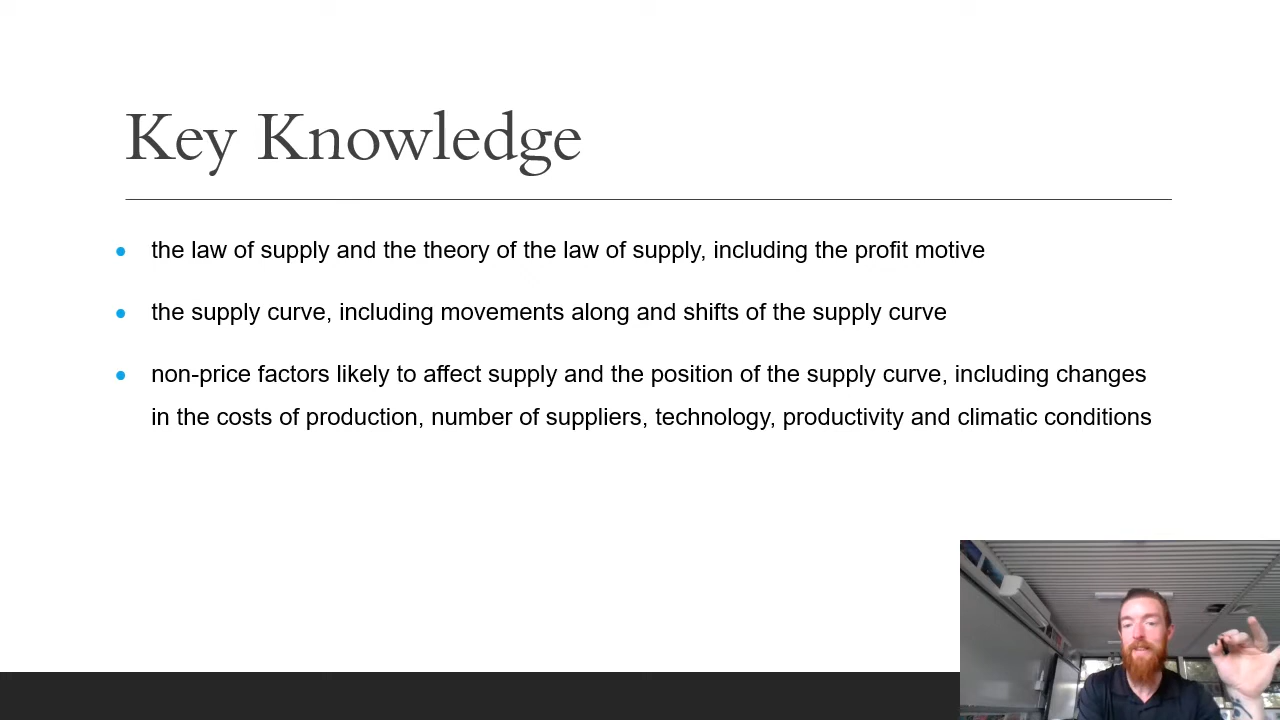 Key Knowledge
the law of supply and the theory of the law of supply, including the profit motive
the supply curve, including movements along and shifts of the supply curve
non-price factors likely to affect supply and the position of the supply curve, including changes
in the costs of production, number of suppliers, technology, productivity and climatic conditions